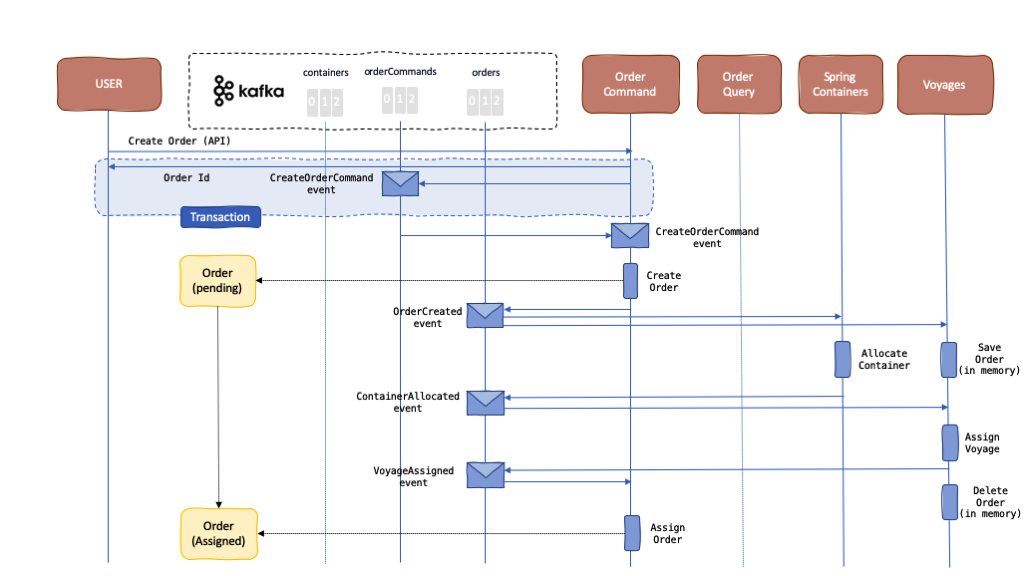 USER
kafka
containers
orderCommands
orders
0 1 2
0 1 2
0 1 2
Order
Command
Order
Query
Spring
Containers
Voyages
Create Order (API)
Order Id
CreateOrderCommand
event
Transaction
CreateOrderCommand
event
Order
(pending)
Create
Order
OrderCreated
event
Allocate
Container
Save
Order
(in memory)
ContainerAllocated
event
Assign
Voyage
VoyageAssigned
event
Delete
Order
(in memory)
Order
(Assigned)
Assign
Order